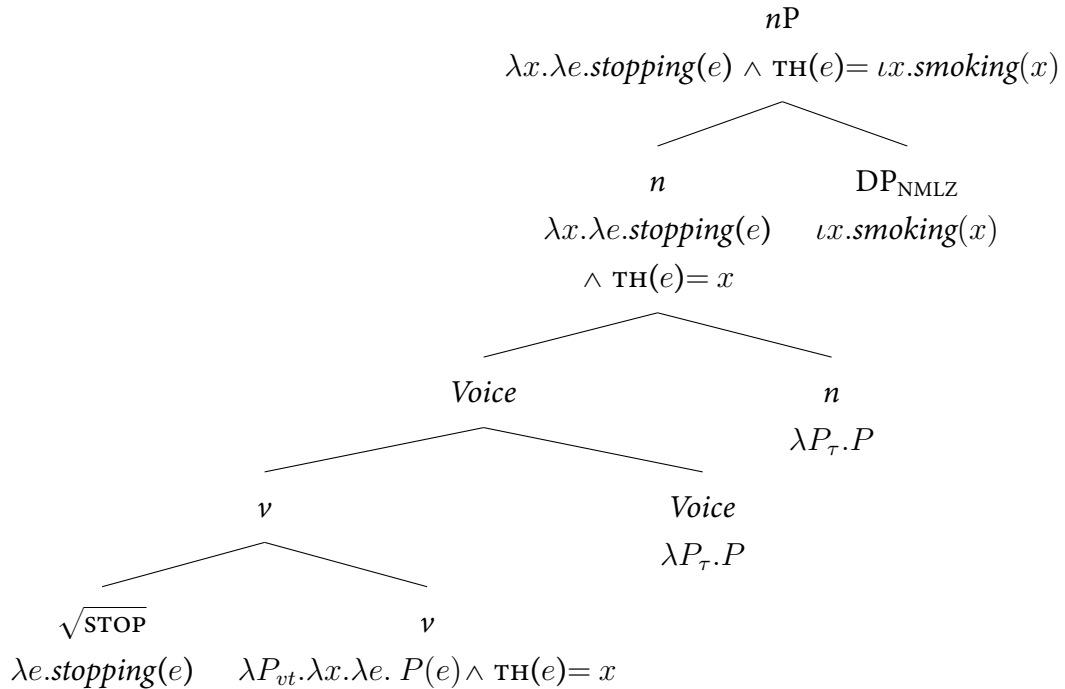 nP
λx.λe.stopping(e) ∧ TH(e)= ιx.smoking(x)
n DP_NMLZ
λx.λe.stopping(e) ιx.smoking(x)
∧ TH(e)= x
Voice n
λP_τ.P
v Voice
λP_τ.P
√STOP v
λe.stopping(e) λP_vt.λx.λe. P(e)∧ TH(e)= x